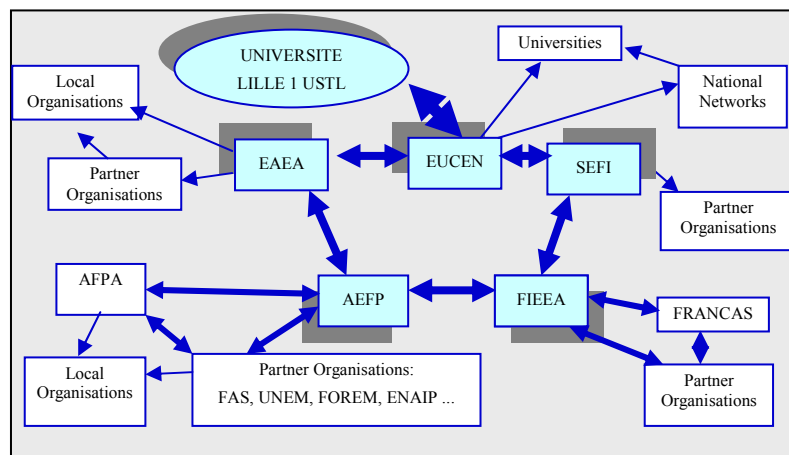 UNIVERSITE
LILLE 1 USTL
Universities
Local
Organisations
National
Networks
Partner
Organisations
EAEA
EUCEN
SEFI
Partner
Organisations
AFPA
AEFP
FIEEA
FRANCAS
Local
Organisations
Partner Organisations:
FAS, UNEM, FOREM, ENAIP ...
Partner
Organisations